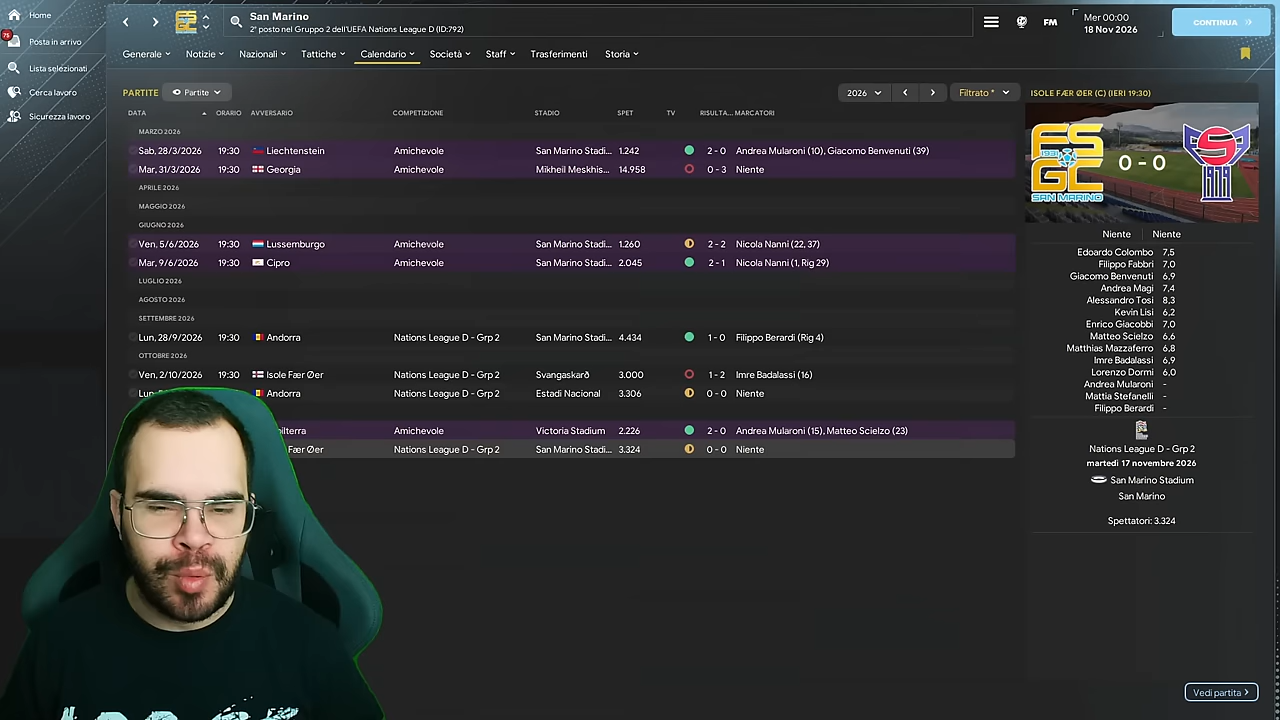 Home
75
Posta in arrivo
Lista selezionati
Cerca lavoro
Sicurezza lavoro
San Marino
2° posto nel Gruppo 2 dell'UEFA Nations League D (ID:792)
FM
Mer 00:00
18 Nov 2026
CONTINUA
Generale
Notizie
Nazionali
Tattiche
Calendario
Società
Staff
Trasferimenti
Storia
PARTITE
Partite
2026
Filtrato *
DATA ORARIO AVVERSARIO COMPETIZIONE STADIO SPET TV RISULTA... MARCATORI
MARZO 2026
Sab, 28/3/2026 19:30 Liechtenstein Amichevole San Marino Stadi... 1.242 2 - 0 Andrea Mularoni (10), Giacomo Benvenuti (39)
Mar, 31/3/2026 19:30 Georgia Amichevole Mikheil Meskhis... 14.958 0 - 3 Niente
APRILE 2026
MAGGIO 2026
GIUGNO 2026
Ven, 5/6/2026 19:30 Lussemburgo Amichevole San Marino Stadi... 1.260 2 - 2 Nicola Nanni (22, 37)
Mar, 9/6/2026 19:30 Cipro Amichevole San Marino Stadi... 2.045 2 - 1 Nicola Nanni (1, Rig 29)
LUGLIO 2026
AGOSTO 2026
SETTEMBRE 2026
Lun, 28/9/2026 19:30 Andorra Nations League D - Grp 2 San Marino Stadi... 4.434 1 - 0 Filippo Berardi (Rig 4)
OTTOBRE 2026
Ven, 2/10/2026 19:30 Isole Fær Øer Nations League D - Grp 2 Svangaskarð 3.000 1 - 2 Imre Badalassi (16)
Lun, Andorra Nations League D - Grp 2 Estadi Nacional 3.306 0 - 0 Niente
ilterra Amichevole Victoria Stadium 2.226 2 - 0 Andrea Mularoni (15), Matteo Scielzo (23)
Fær Øer Nations League D - Grp 2 San Marino Stadi... 3.324 0 - 0 Niente
ISOLE FÆR ØER (C) (IERI 19:30)
FS
1931
GC
SAN MARINO
0 - 0
S
1979
Niente Niente
Edoardo Colombo 7,5
Filippo Fabbri 7,0
Giacomo Benvenuti 6,9
Andrea Magi 7,4
Alessandro Tosi 8,3
Kevin Lisi 6,2
Enrico Giacobbi 7,0
Matteo Scielzo 6,6
Matthias Mazzaferro 6,8
Imre Badalassi 6,9
Lorenzo Dormi 6,0
Andrea Mularoni -
Mattia Stefanelli -
Filippo Berardi -
Nations League D - Grp 2
martedì 17 novembre 2026
San Marino Stadium
San Marino
Spettatori: 3.324
Vedi partita